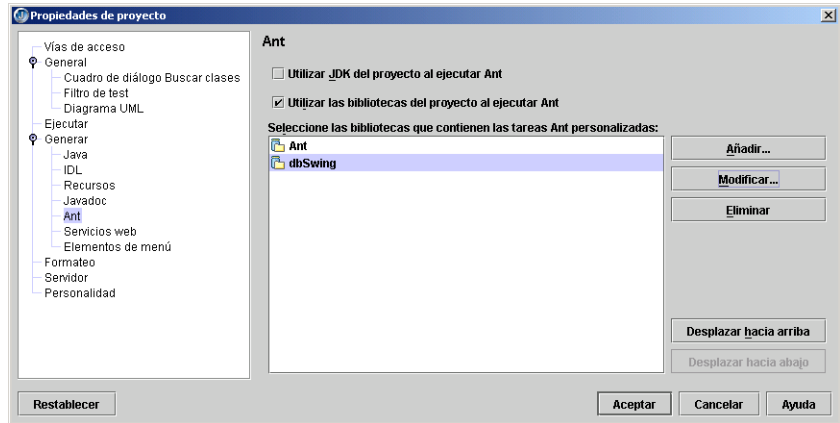 Propiedades de proyecto
Vías de acceso
General
Cuadro de diálogo Buscar clases
Filtro de test
Diagrama UML
Ejecutar
Generar
Java
IDL
Recursos
Javadoc
Ant
Servicios web
Elementos de menú
Formateo
Servidor
Personalidad
Ant
Utilizar JDK del proyecto al ejecutar Ant
Utilizar las bibliotecas del proyecto al ejecutar Ant
Seleccione las bibliotecas que contienen las tareas Ant personalizadas:
Ant
dbSwing
Añadir...
Modificar...
Eliminar
Desplazar hacia arriba
Desplazar hacia abajo
Restablecer
Aceptar
Cancelar
Ayuda